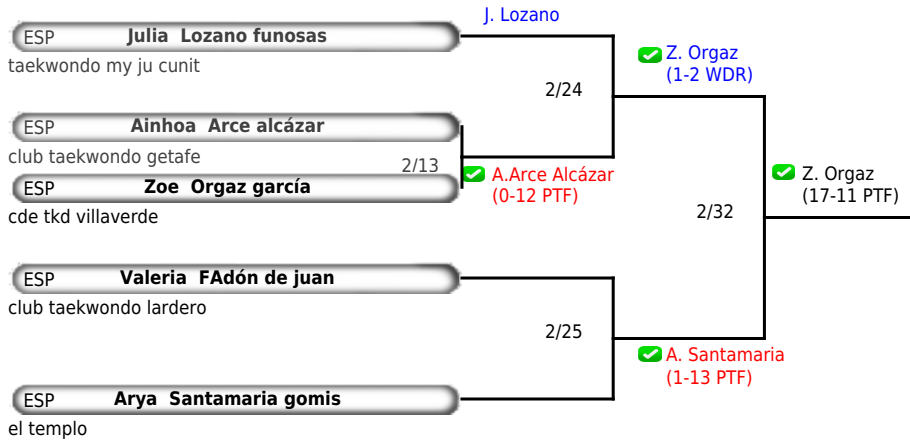 J. Lozano
ESP Julia Lozano funosas
taekwondo my ju cunit
Z. Orgaz
(1-2 WDR)
2/24
ESP Ainhoa Arce alcázar
club taekwondo getafe
2/13
A.Arce Alcázar
(0-12 PTF)
ESP Zoe Orgaz garcía
cde tkd villaverde
Z. Orgaz
(17-11 PTF)
2/32
ESP Valeria FAdón de juan
club taekwondo lardero
2/25
A. Santamaria
(1-13 PTF)
ESP Arya Santamaria gomis
el templo